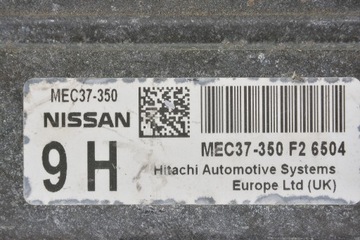 MEC37-350
NISSAN
9 H
MEC37-350 F2 6504
Hitachi Automotive Systems
Europe Ltd (UK)